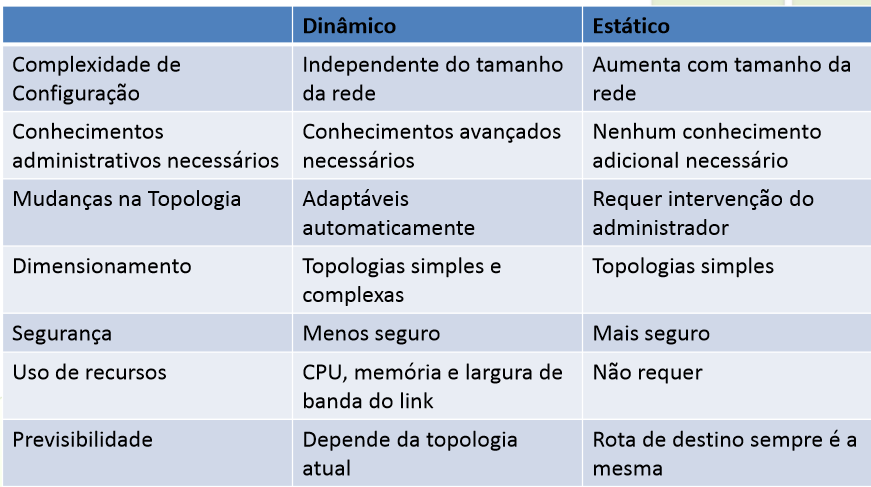 Dinâmico Estático
Complexidade de Configuração Independente do tamanho da rede Aumenta com tamanho da rede
Conhecimentos administrativos necessários Conhecimentos avançados necessários Nenhum conhecimento adicional necessário
Mudanças na Topologia Adaptáveis automaticamente Requer intervenção do administrador
Dimensionamento Topologias simples e complexas Topologias simples
Segurança Menos seguro Mais seguro
Uso de recursos CPU, memória e largura de banda do link Não requer
Previsibilidade Depende da topologia atual Rota de destino sempre é a mesma